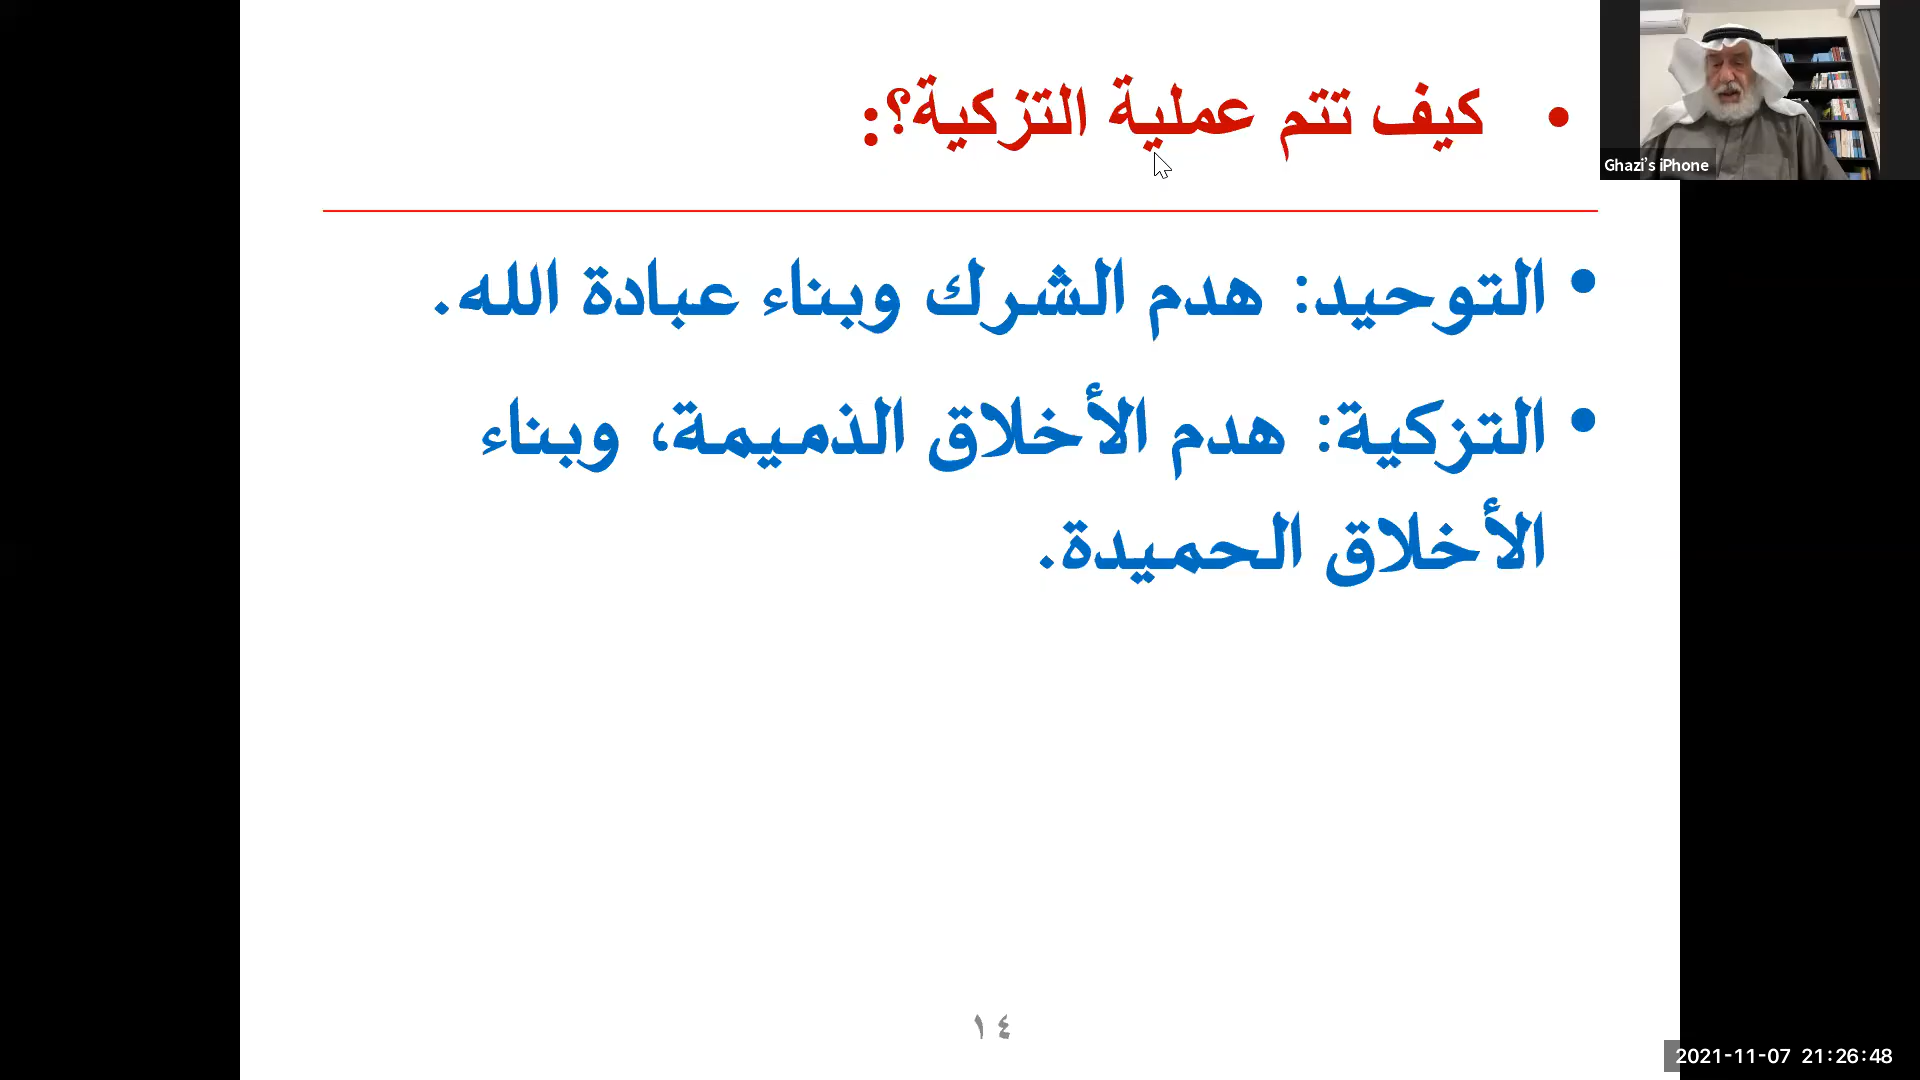 • كيف تتم عملية التزكية؟:
• التوحيد: هدم الشرك وبناء عبادة الله.
• التزكية: هدم الأخلاق الذميمة، وبناء
الأخلاق الحميدة.
١٤
Ghazi's iPhone
2021-11-07 21:26:48